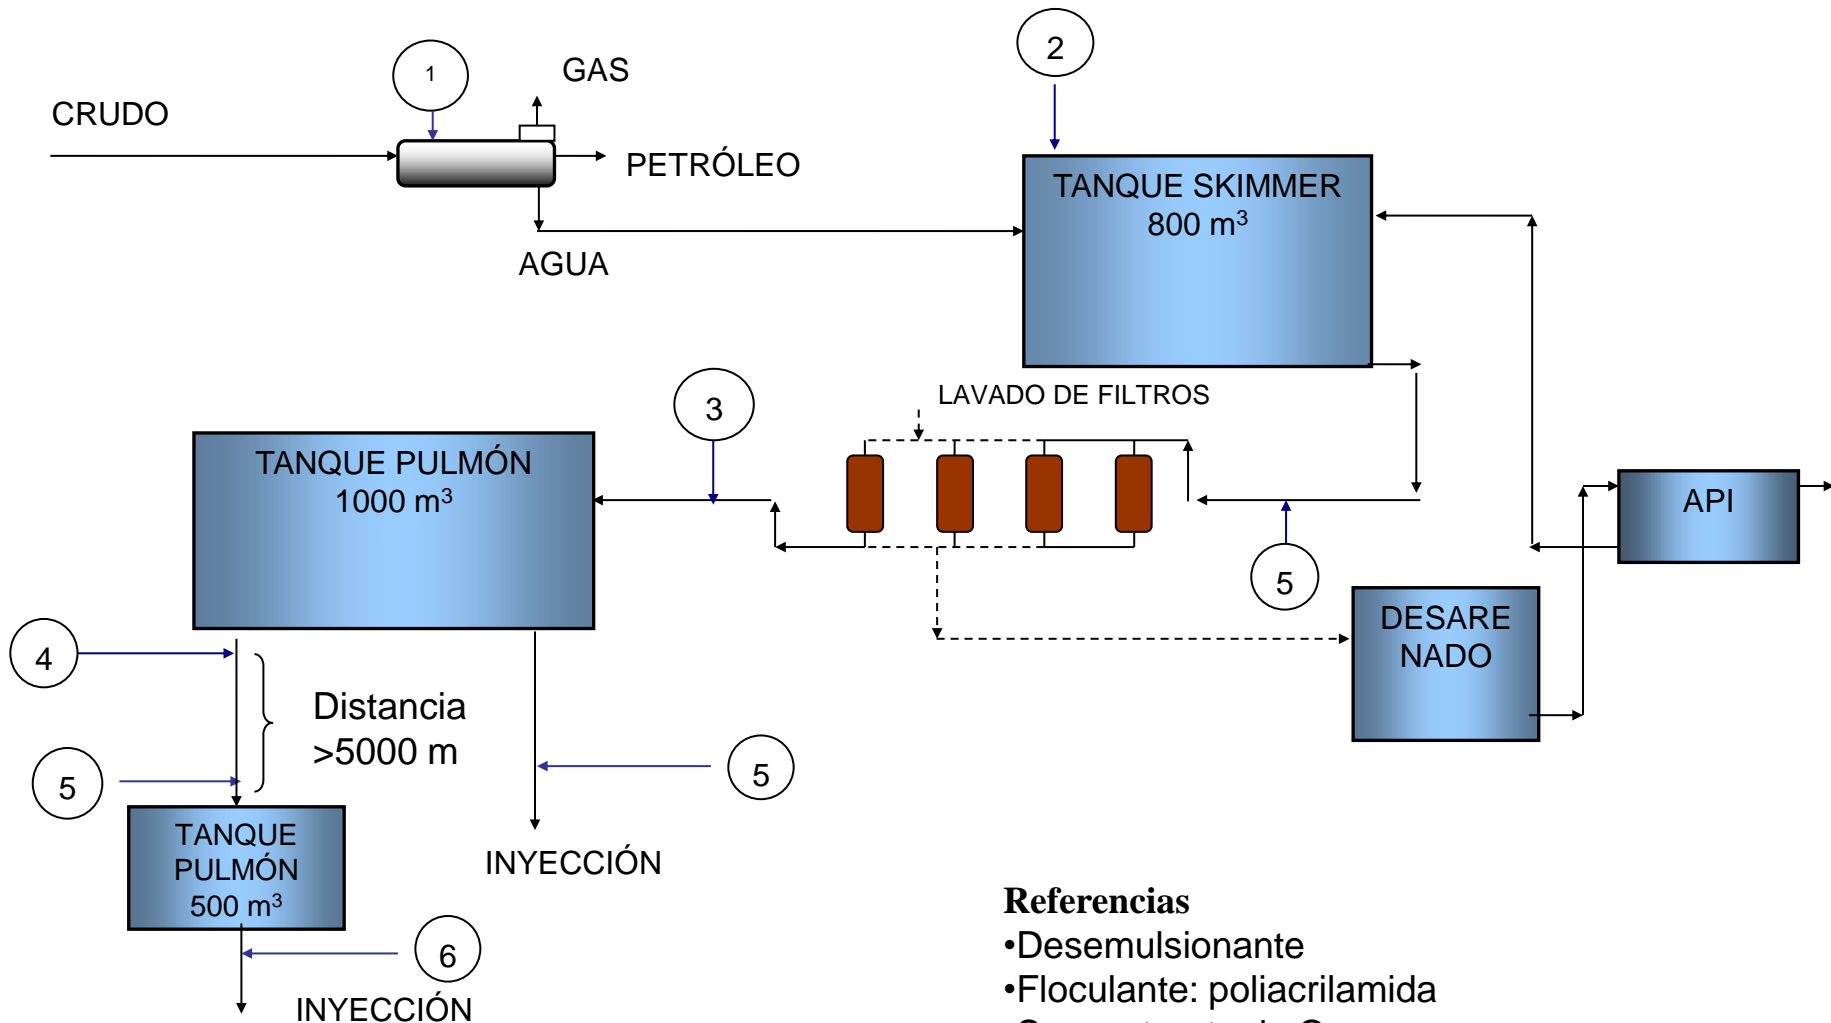 1
2
GAS
CRUDO
PETRÓLEO
TANQUE SKIMMER
800 m³
AGUA
LAVADO DE FILTROS
3
TANQUE PULMÓN
1000 m³
API
5
DESARE
NADO
4
Distancia
>5000 m
5
5
TANQUE
PULMÓN
500 m³
INYECCIÓN
6
INYECCIÓN
Referencias
•Desemulsionante
•Floculante: poliacrilamida